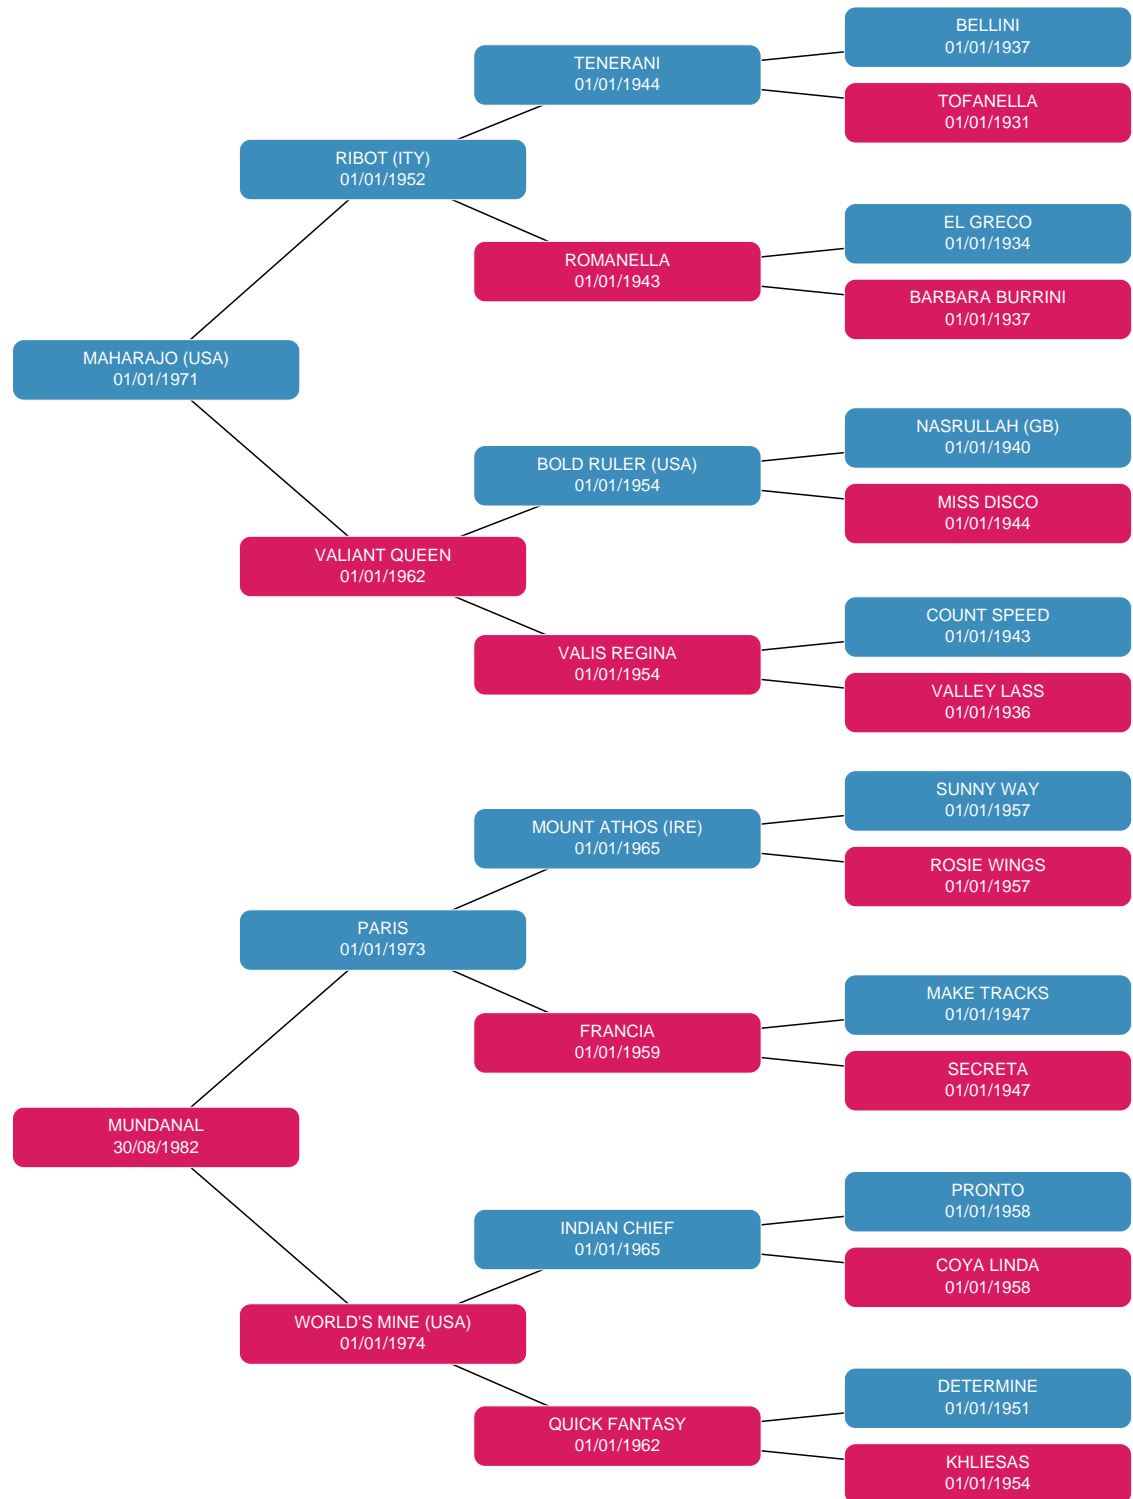 BELLINI
01/01/1937
TENERANI
01/01/1944
TOFANELLA
01/01/1931
RIBOT (ITY)
01/01/1952
EL GRECO
01/01/1934
ROMANELLA
01/01/1943
BARBARA BURRINI
01/01/1937
MAHARAJO (USA)
01/01/1971
NASRULLAH (GB)
01/01/1940
BOLD RULER (USA)
01/01/1954
MISS DISCO
01/01/1944
VALIANT QUEEN
01/01/1962
COUNT SPEED
01/01/1943
VALIS REGINA
01/01/1954
VALLEY LASS
01/01/1936
SUNNY WAY
01/01/1957
MOUNT ATHOS (IRE)
01/01/1965
ROSIE WINGS
01/01/1957
PARIS
01/01/1973
MAKE TRACKS
01/01/1947
FRANCIA
01/01/1959
SECRETA
01/01/1947
MUNDANAL
30/08/1982
PRONTO
01/01/1958
INDIAN CHIEF
01/01/1965
COYA LINDA
01/01/1958
WORLD'S MINE (USA)
01/01/1974
DETERMINE
01/01/1951
QUICK FANTASY
01/01/1962
KHLIESAS
01/01/1954